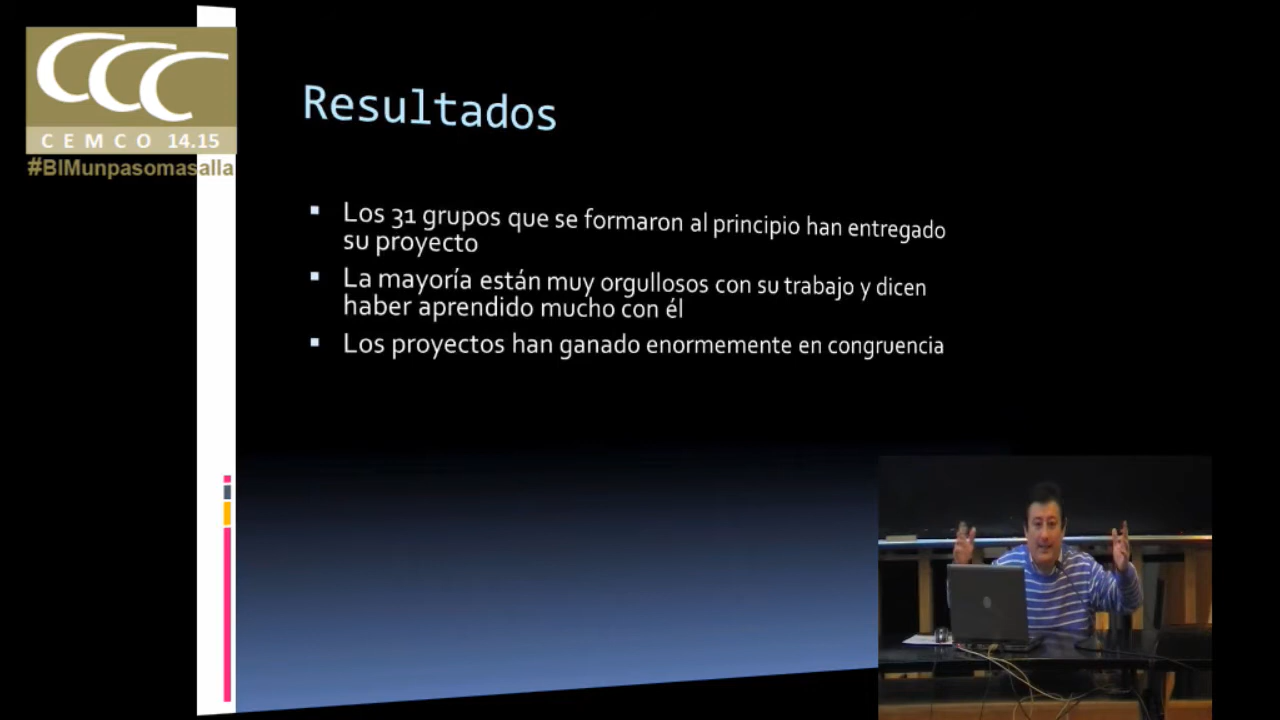 CCC
CEMCO 14.15
#BIMunpasomasalla
Resultados
Los 31 grupos que se formaron al principio han entregado
su proyecto
La mayoría están muy orgullosos con su trabajo y dicen
haber aprendido mucho con él
Los proyectos han ganado enormemente en congruencia